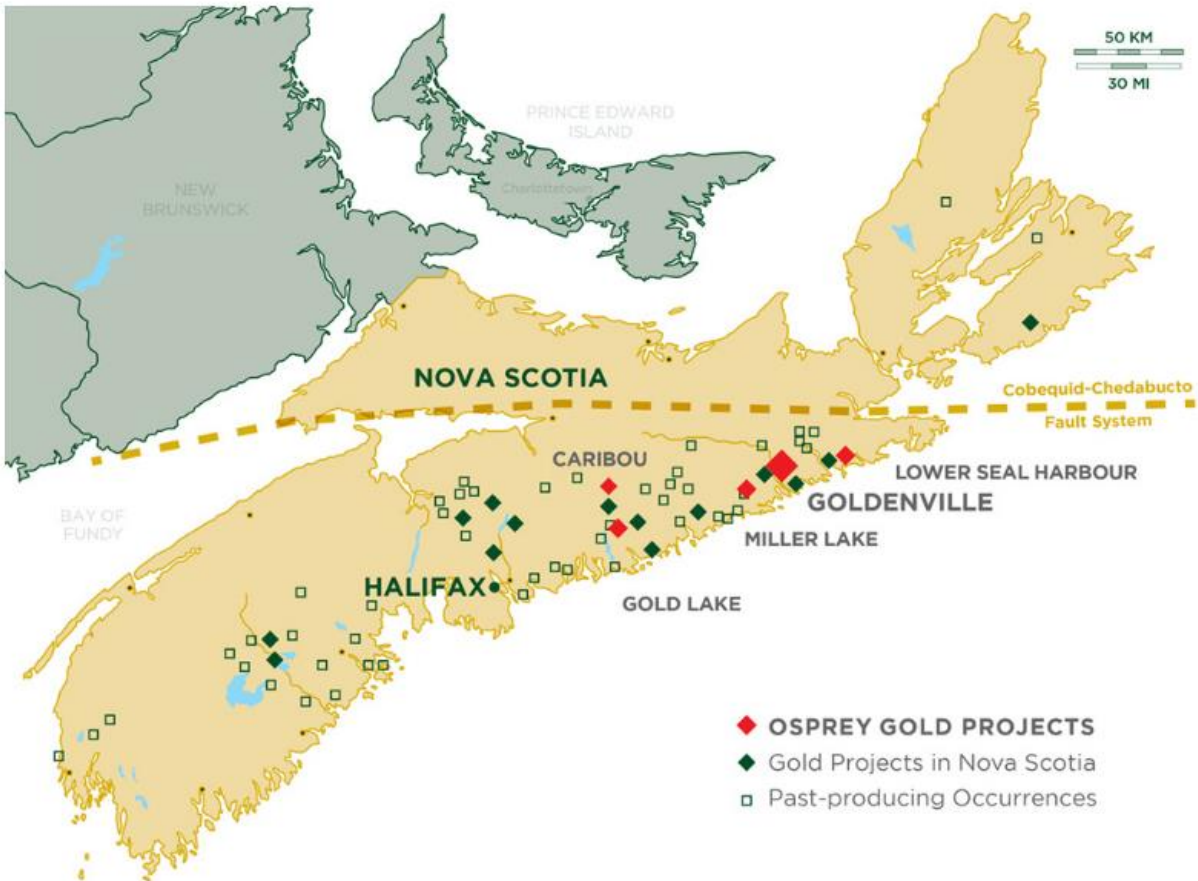 50 KM
30 MI
PRINCE EDWARD
ISLAND
Charlottetown
NEW
BRUNSWICK
NOVA SCOTIA
Cobequid-Chedabucto
Fault System
CARIBOU
LOWER SEAL HARBOUR
GOLDENVILLE
BAY OF
FUNDY
MILLER LAKE
HALIFAX
GOLD LAKE
OSPREY GOLD PROJECTS
Gold Projects in Nova Scotia
Past-producing Occurrences